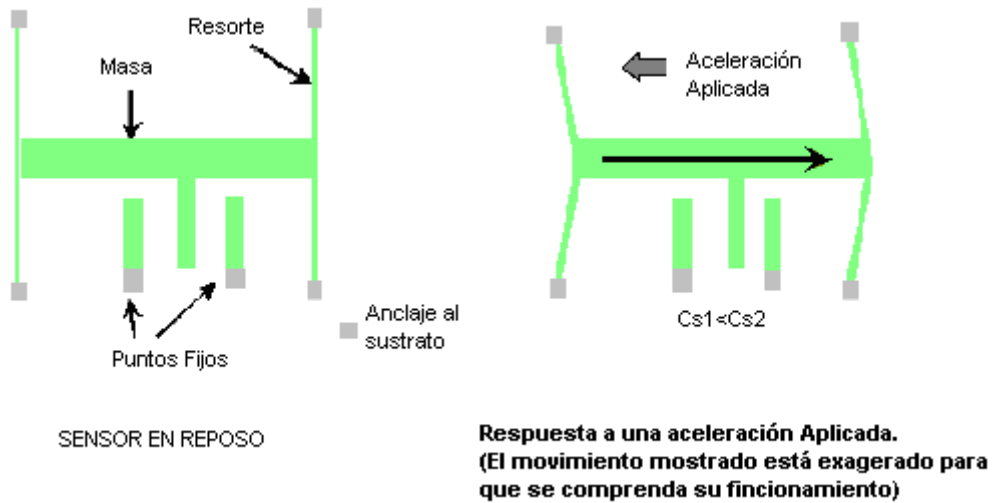 Resorte
Masa
Puntos Fijos
Anclaje al
sustrato
SENSOR EN REPOSO
Aceleración
Aplicada
Cs1<Cs2
Respuesta a una aceleración Aplicada.
(El movimiento mostrado está exagerado para
que se comprenda su fincionamiento)